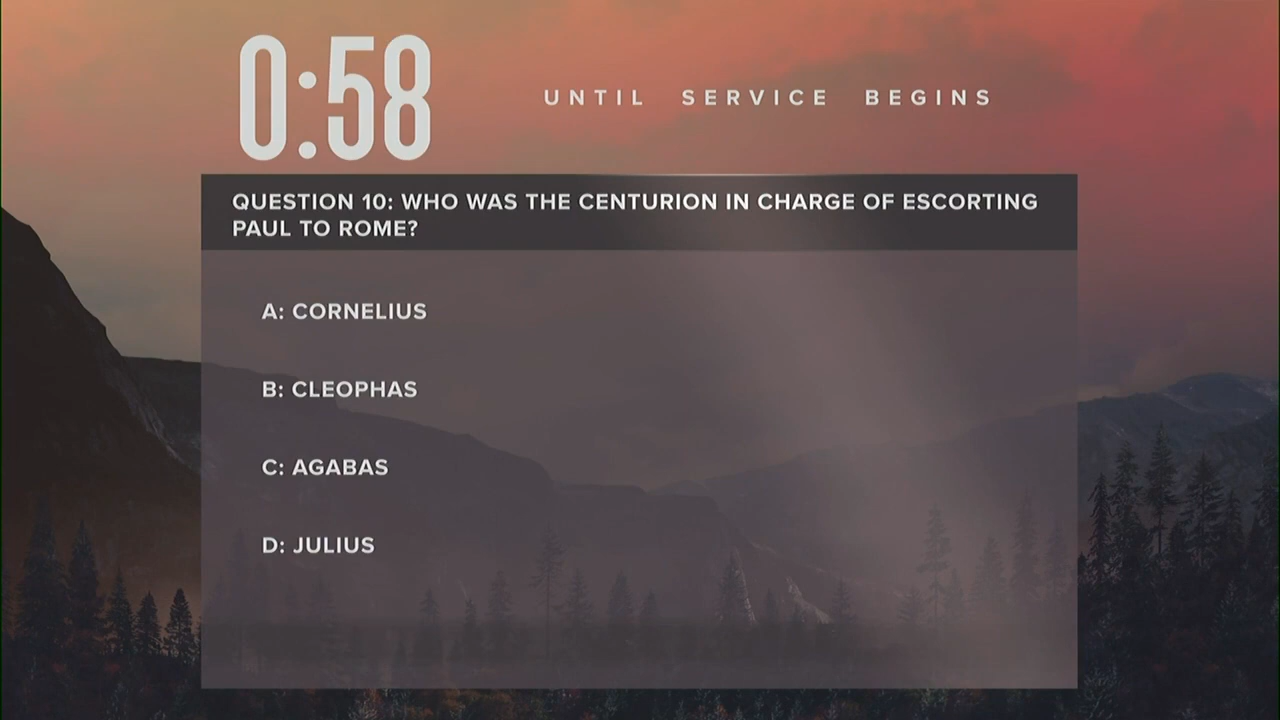 0:58
UNTIL SERVICE BEGINS
QUESTION 10: WHO WAS THE CENTURION IN CHARGE OF ESCORTING
PAUL TO ROME?
A: CORNELIUS
B: CLEOPHAS
C: AGABAS
D: JULIUS